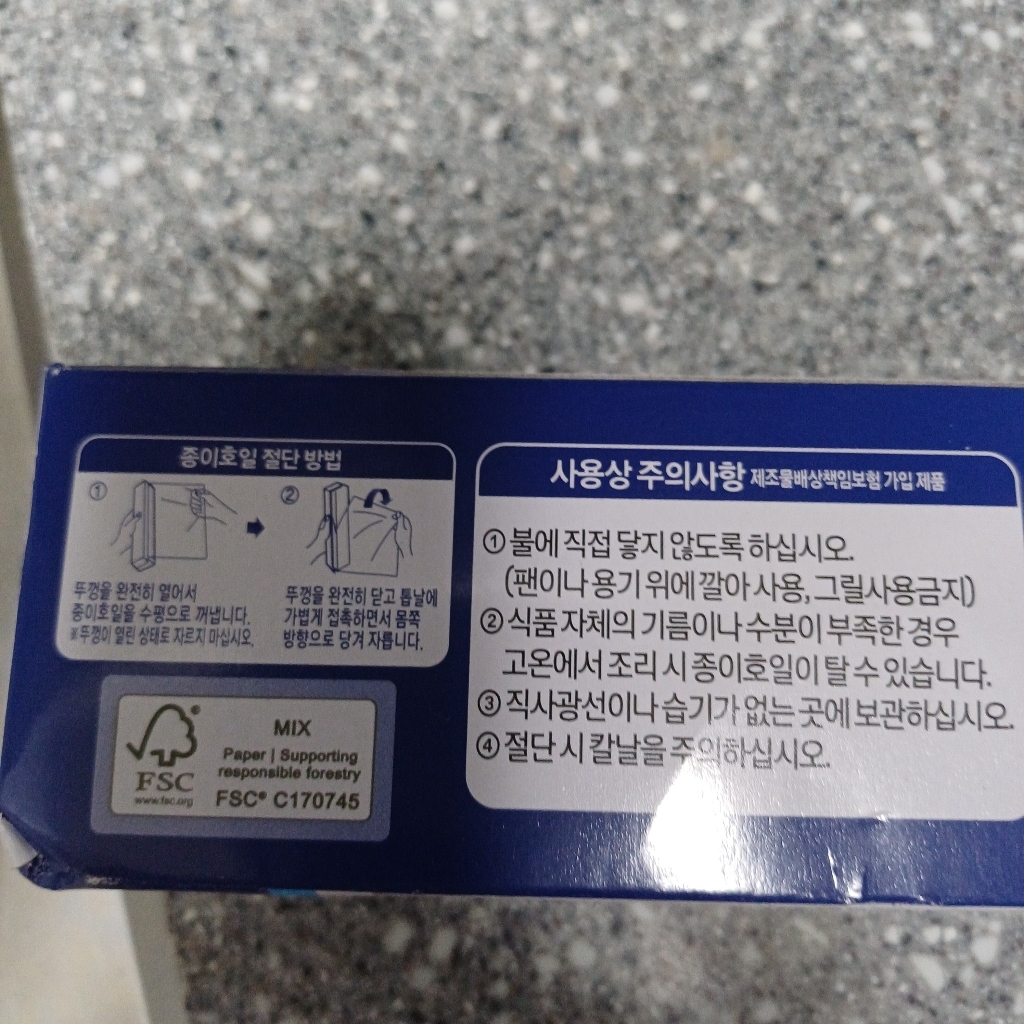 종이호일 절단 방법
①
②
뚜껑을 완전히 열어서
종이호일을 수평으로 꺼냅니다.
※뚜껑이 열린 상태로 자르지 마십시오.
뚜껑을 완전히 닫고 톱날에
가볍게 접촉하면서 몸쪽
방향으로 당겨 자릅니다.
FSC®
www.fsc.org
MIX
Paper | Supporting
responsible forestry
FSC® C170745
사용상 주의사항 제조물배상책임보험 가입 제품
① 불에 직접 닿지 않도록 하십시오.
(팬이나 용기 위에 깔아 사용, 그릴사용금지)
② 식품 자체의 기름이나 수분이 부족한 경우
고온에서 조리 시 종이호일이 탈 수 있습니다.
③ 직사광선이나 습기가 없는 곳에 보관하십시오.
④ 절단 시 칼날을 주의하십시오.